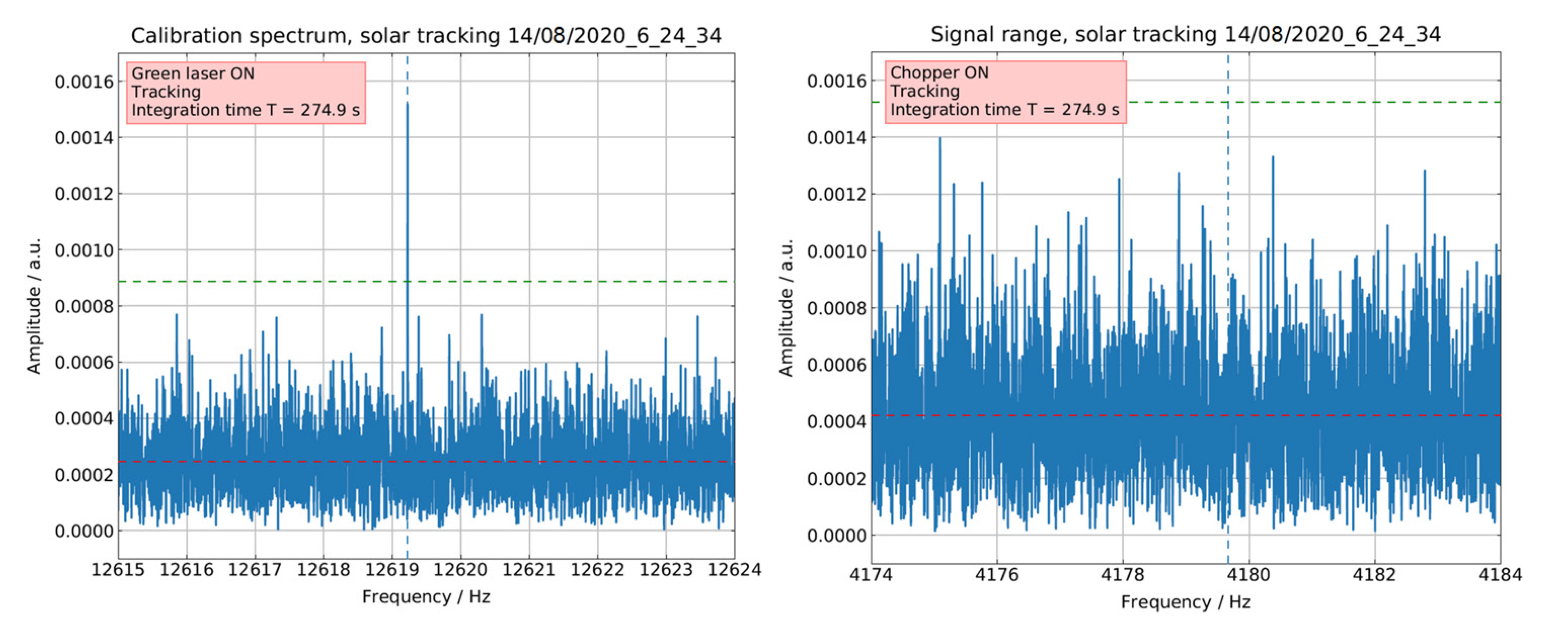 Calibration spectrum, solar tracking 14/08/2020_6_24_34
Green laser ON
Tracking
Integration time T = 274.9 s
0.0016
0.0014
0.0012
0.0010
0.0008
0.0006
0.0004
0.0002
0.0000
Amplitude / a.u.
12615 12616 12617 12618 12619 12620 12621 12622 12623 12624
Frequency / Hz
Signal range, solar tracking 14/08/2020_6_24_34
Chopper ON
Tracking
Integration time T = 274.9 s
0.0016
0.0014
0.0012
0.0010
0.0008
0.0006
0.0004
0.0002
0.0000
Amplitude / a.u.
4174 4176 4178 4180 4182 4184
Frequency / Hz